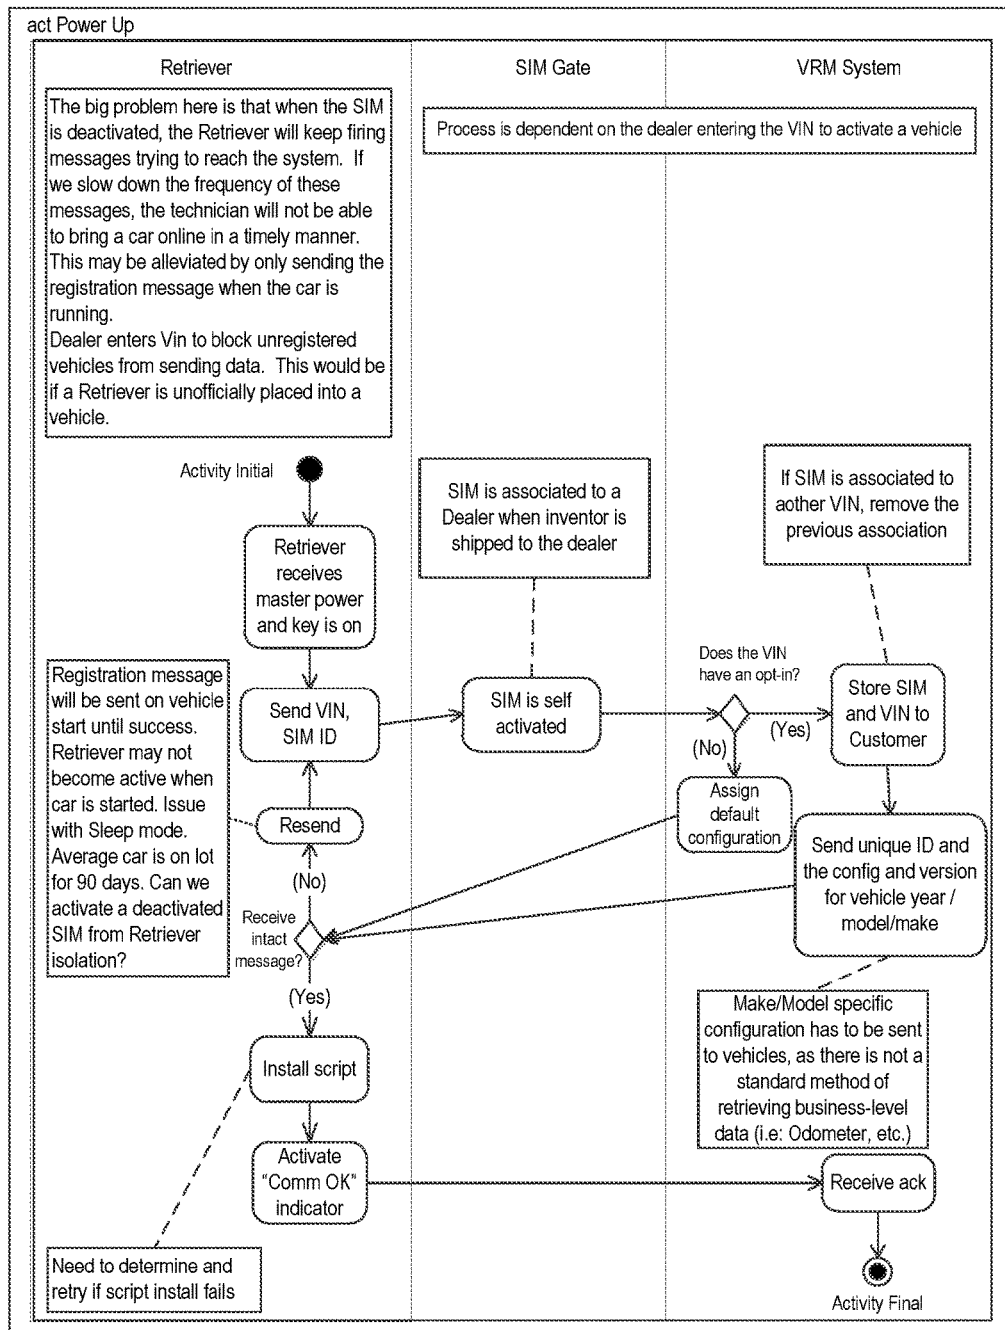 act Power Up
Retriever
SIM Gate
VRM System
The big problem here is that when the SIM
is deactivated, the Retriever will keep firing
messages trying to reach the system. If
we slow down the frequency of these
messages, the technician will not be able
to bring a car online in a timely manner.
This may be alleviated by only sending the
registration message when the car is
running.
Dealer enters Vin to block unregistered
vehicles from sending data. This would be
if a Retriever is unofficially placed into a
vehicle.
Process is dependent on the dealer entering the VIN to activate a vehicle
Activity Initial
SIM is associated to a
Dealer when inventor is
shipped to the dealer
If SIM is associated to
aother VIN, remove the
previous association
Retriever
receives
master power
and key is on
Registration message
will be sent on vehicle
start until success.
Retriever may not
become active when
car is started. Issue
with Sleep mode.
Average car is on lot
for 90 days. Can we
activate a deactivated
SIM from Retriever
isolation?
Send VIN,
SIM ID
SIM is self
activated
Does the VIN
have an opt-in?
(Yes)
(No)
Store SIM
and VIN to
Customer
Assign
default
configuration
Resend
(No)
Send unique ID and
the config and version
for vehicle year /
model/make
Receive
intact
message?
(Yes)
Make/Model specific
configuration has to be sent
to vehicles, as there is not a
standard method of
retrieving business-level
data (i.e: Odometer, etc.)
Install script
Activate
"Comm OK"
indicator
Receive ack
Need to determine and
retry if script install fails
Activity Final